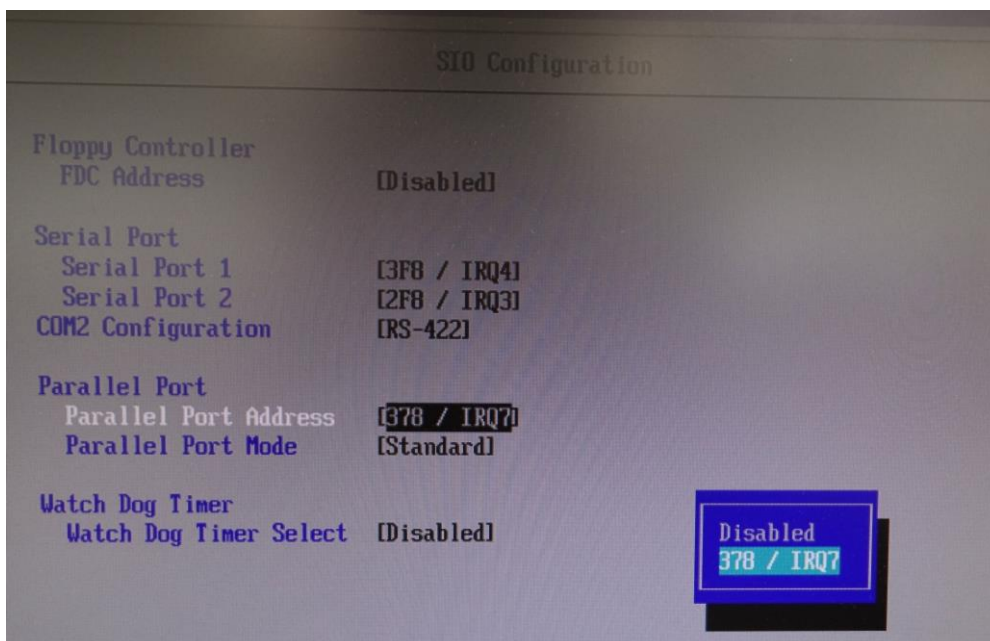 SIO Configuration
Floppy Controller
FDC Address [Disabled]
Serial Port
Serial Port 1 [3F8 / IRQ4]
Serial Port 2 [2F8 / IRQ3]
COM2 Configuration [RS-422]
Parallel Port
Parallel Port Address [378 / IRQ7]
Parallel Port Mode [Standard]
Watch Dog Timer
Watch Dog Timer Select [Disabled]
Disabled
378 / IRQ7